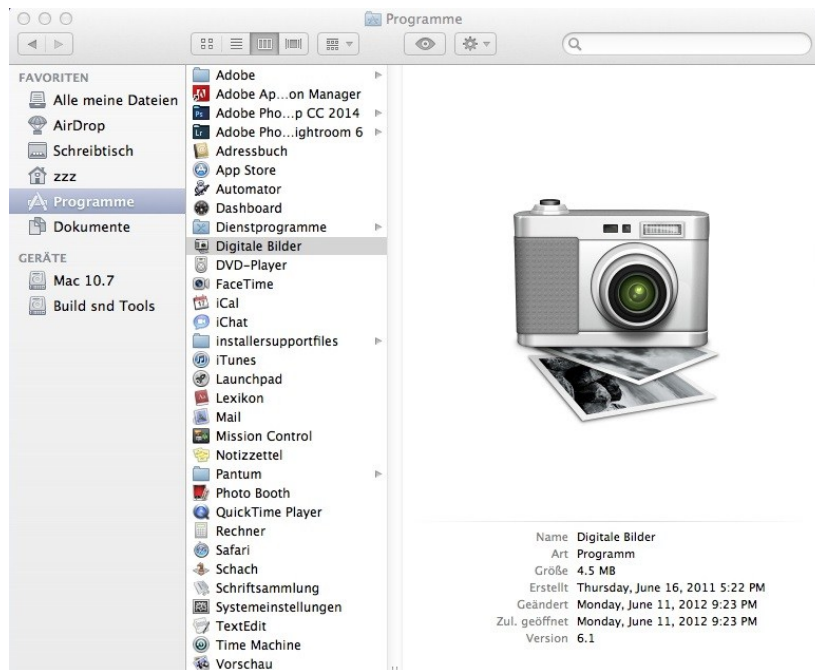 Programme
FAVORITEN
Alle meine Dateien
AirDrop
Schreibtisch
zzz
Programme
Dokumente
GERÄTE
Mac 10.7
Build snd Tools
Adobe
Adobe Ap...on Manager
Adobe Pho...p CC 2014
Adobe Pho...ightroom 6
Adressbuch
App Store
Automator
Dashboard
Dienstprogramme
Digitale Bilder
DVD-Player
FaceTime
iCal
iChat
installersupportfiles
iTunes
Launchpad
Lexikon
Mail
Mission Control
Notizzettel
Pantum
Photo Booth
QuickTime Player
Rechner
Safari
Schach
Schriftsammlung
Systemeinstellungen
TextEdit
Time Machine
Vorschau
Name Digitale Bilder
Art Programm
Größe 4.5 MB
Erstellt Thursday, June 16, 2011 5:22 PM
Geändert Monday, June 11, 2012 9:23 PM
Zul. geöffnet Monday, June 11, 2012 9:23 PM
Version 6.1